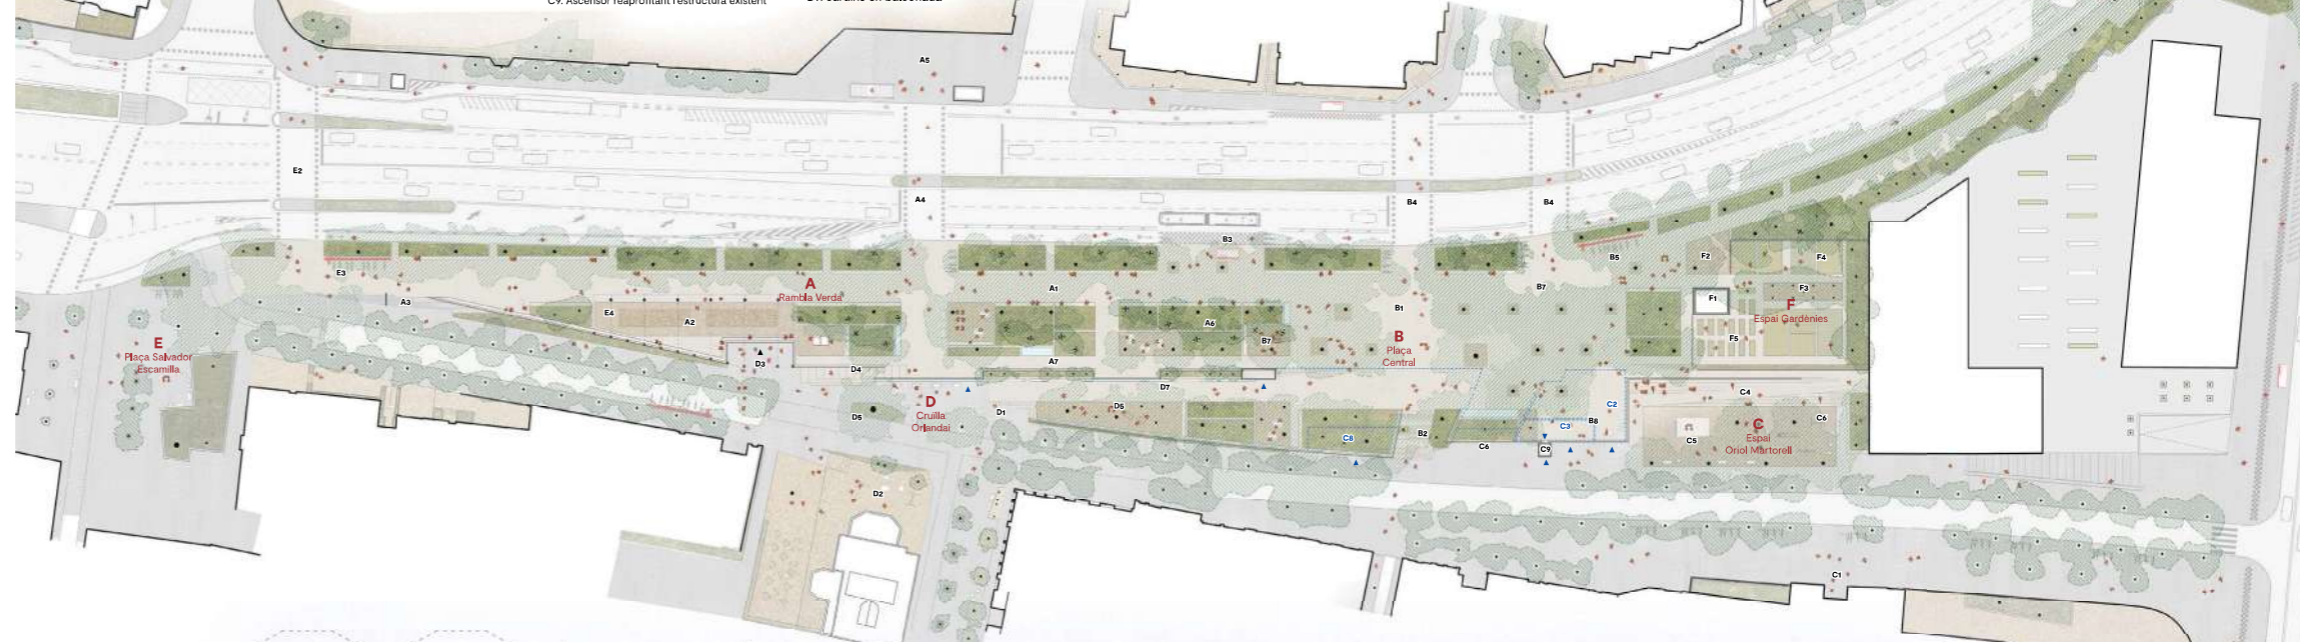 C9. Ascensor reaprofitant l'estructura existent
A5
E2
A4
B4
B4
B3
E3
A3
A
Rambla Verda
E4
A2
A1
A6
B7
B1
B7
B5
F2
F4
F1
F3
F
Espai Gardènies
F5
E
Plaça Salvador
Escamilla
B
Plaça
Central
D3
D4
A7
D7
D
Cruïlla
Orlandai
D5
D1
D5
C4
C2
C3
B8
C6
C
Espai
Oriol Martorell
C5
C8
B2
C6
C9
D2
C1